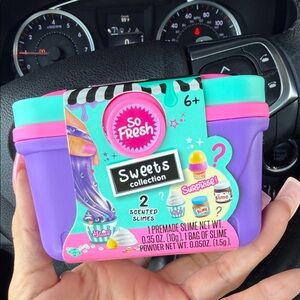 6+
So
Fresh
Sweets
collection
SURPRISE!
2
SCENTED
SLIMES
1 PREMADE SLIME NET WT.
0.35 OZ. (10g), 1 BAG OF SLIME
POWDER NET WT. 0.05OZ. (1.5g).